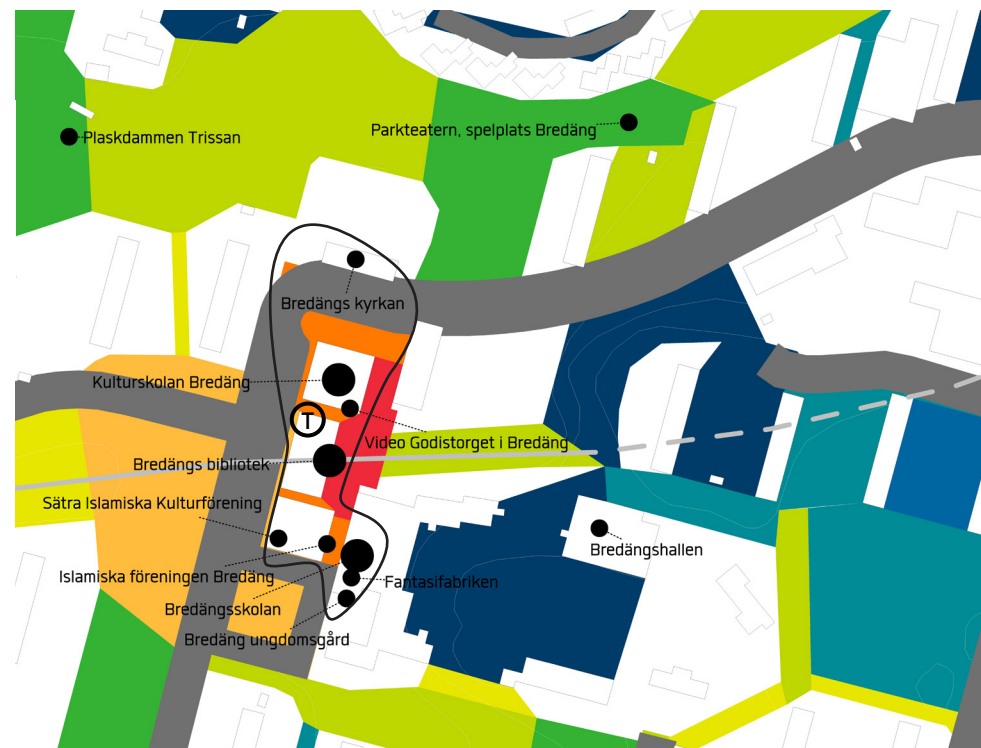 Parkteatern, spelplats Bredäng
Plaskdammen Trissan
Bredängs kyrkan
Kulturskolan Bredäng
T
Video Godistorget i Bredäng
Bredängs bibliotek
Sätra Islamiska Kulturförening
Bredängshallen
Islamiska föreningen Bredäng
Fantasifabriken
Bredängsskolan
Bredäng ungdomsgård